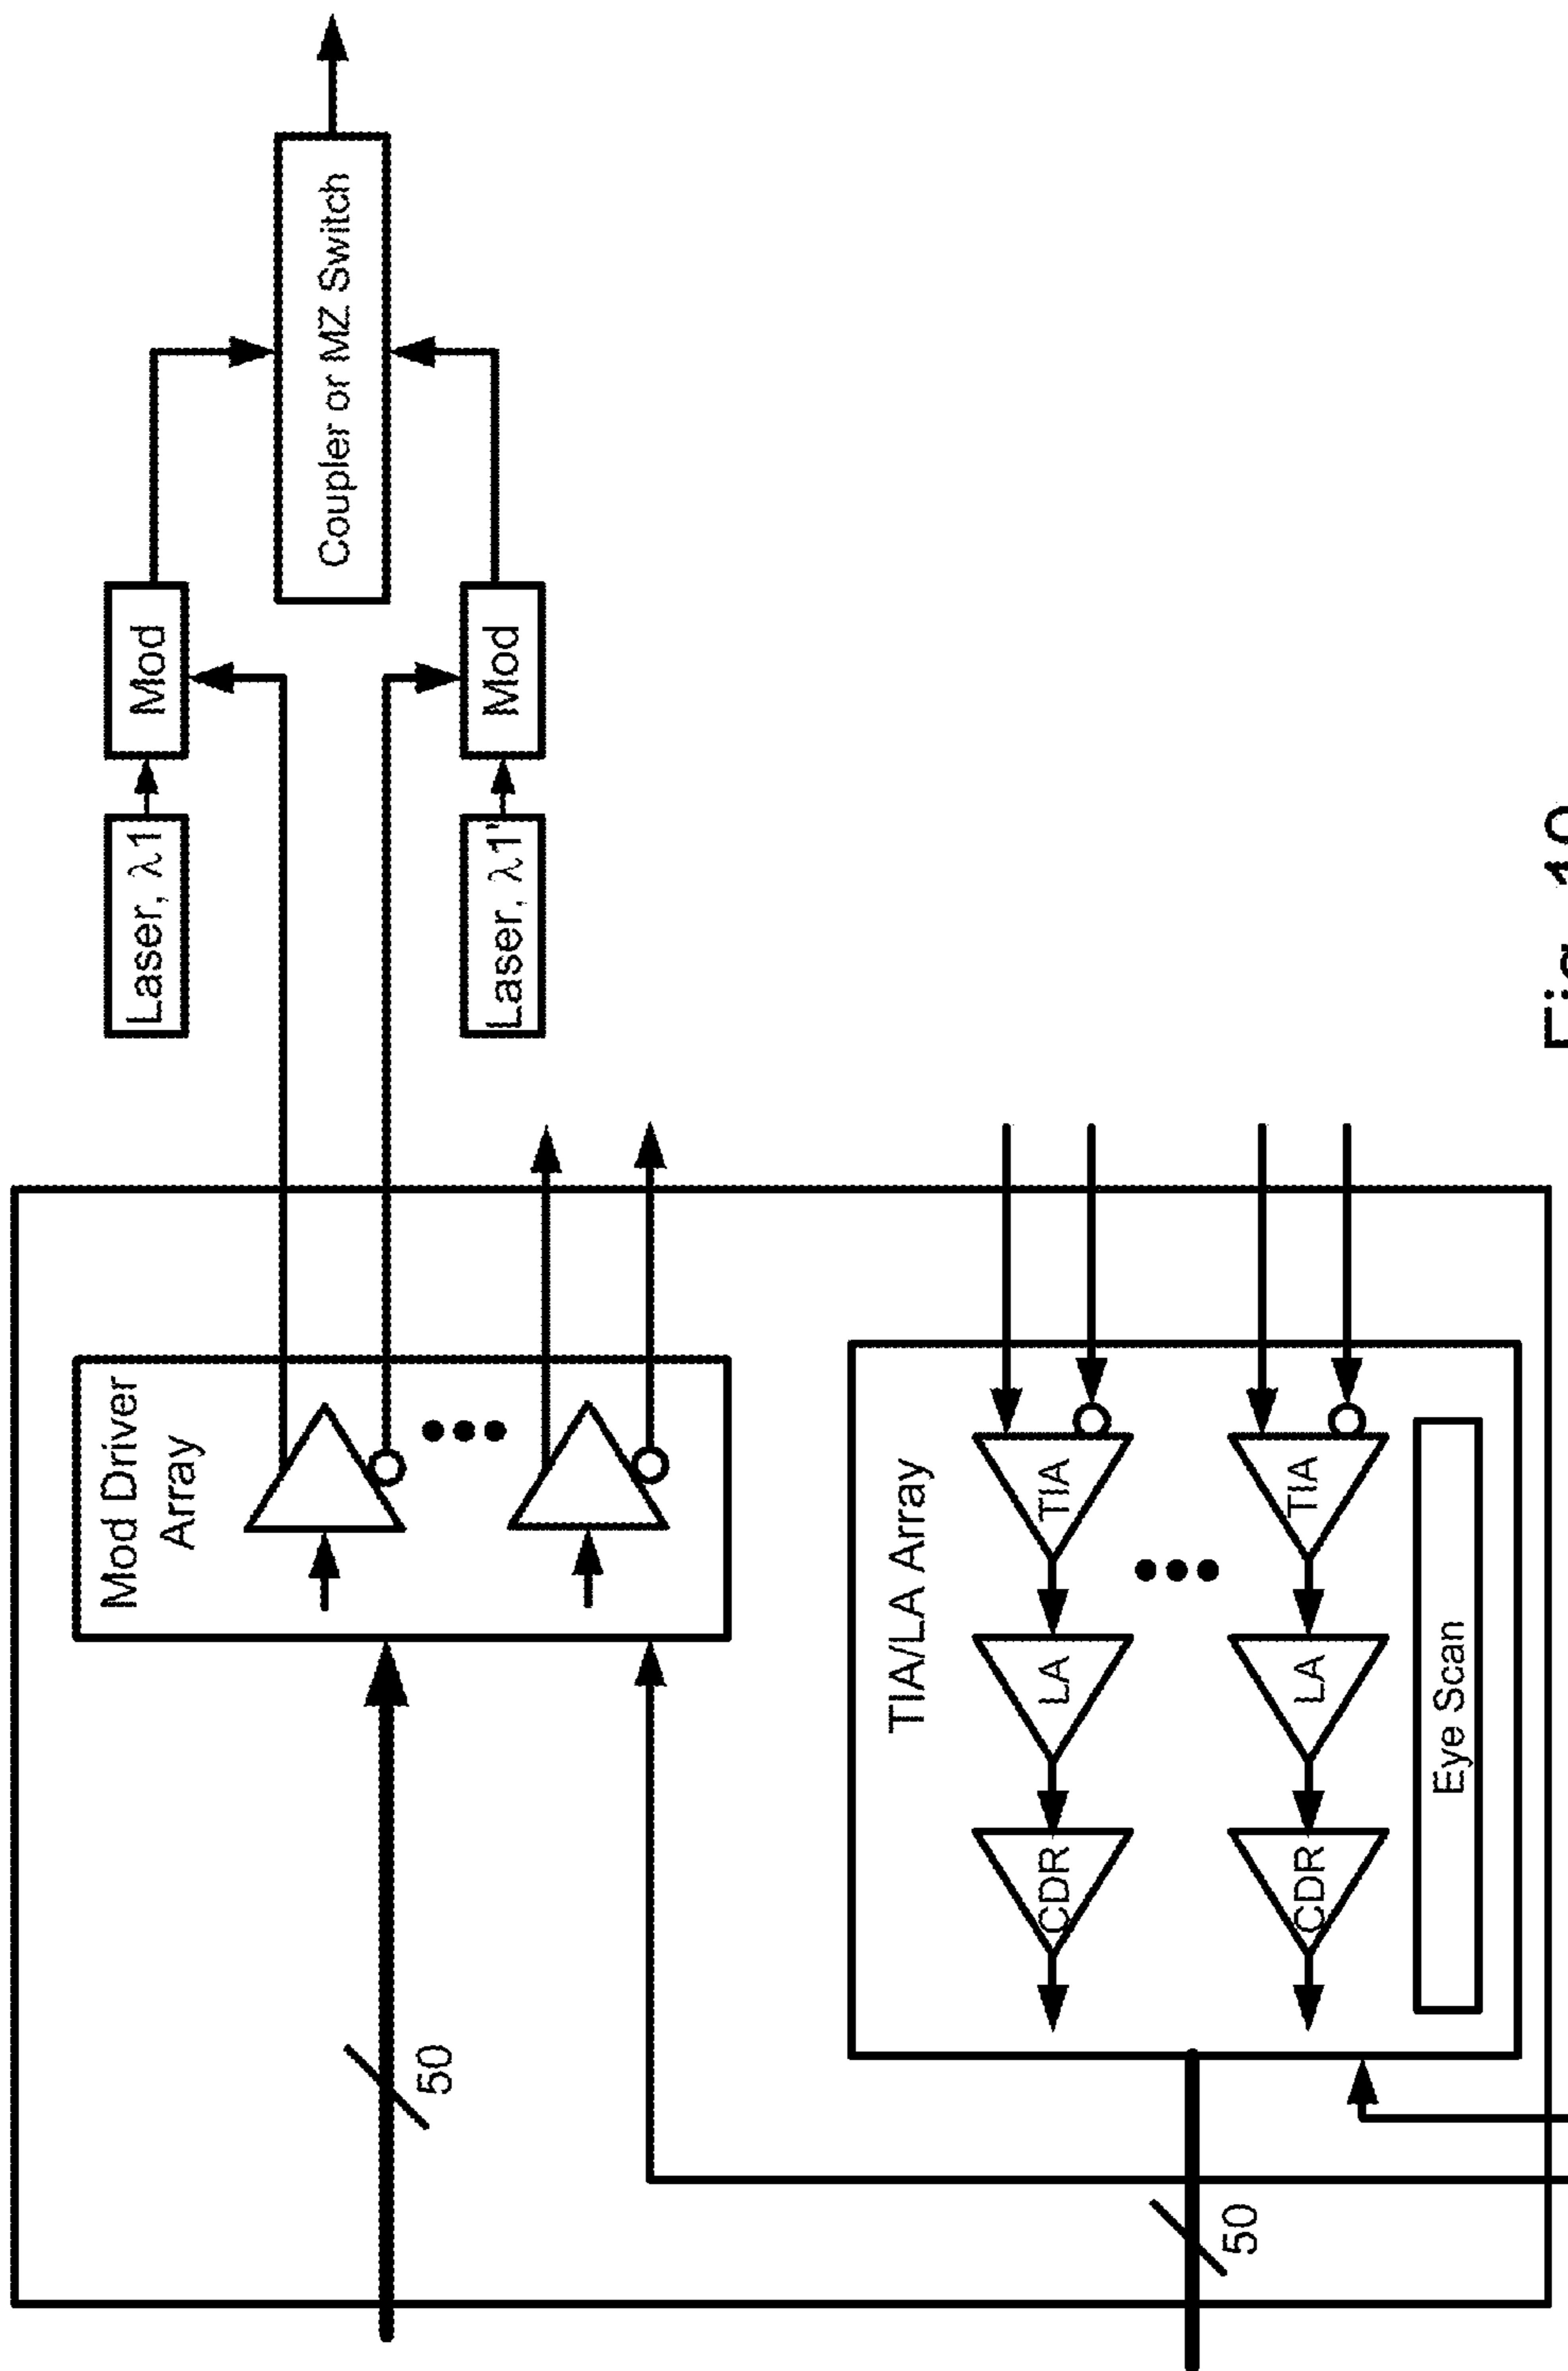 Mod Driver
Array
50
Laser, λ1
Mod
Laser, λ1'
Mod
Coupler or MZ Switch
TIA/LA Array
CDR
LA
TIA
CDR
LA
TIA
Eye Scan
50